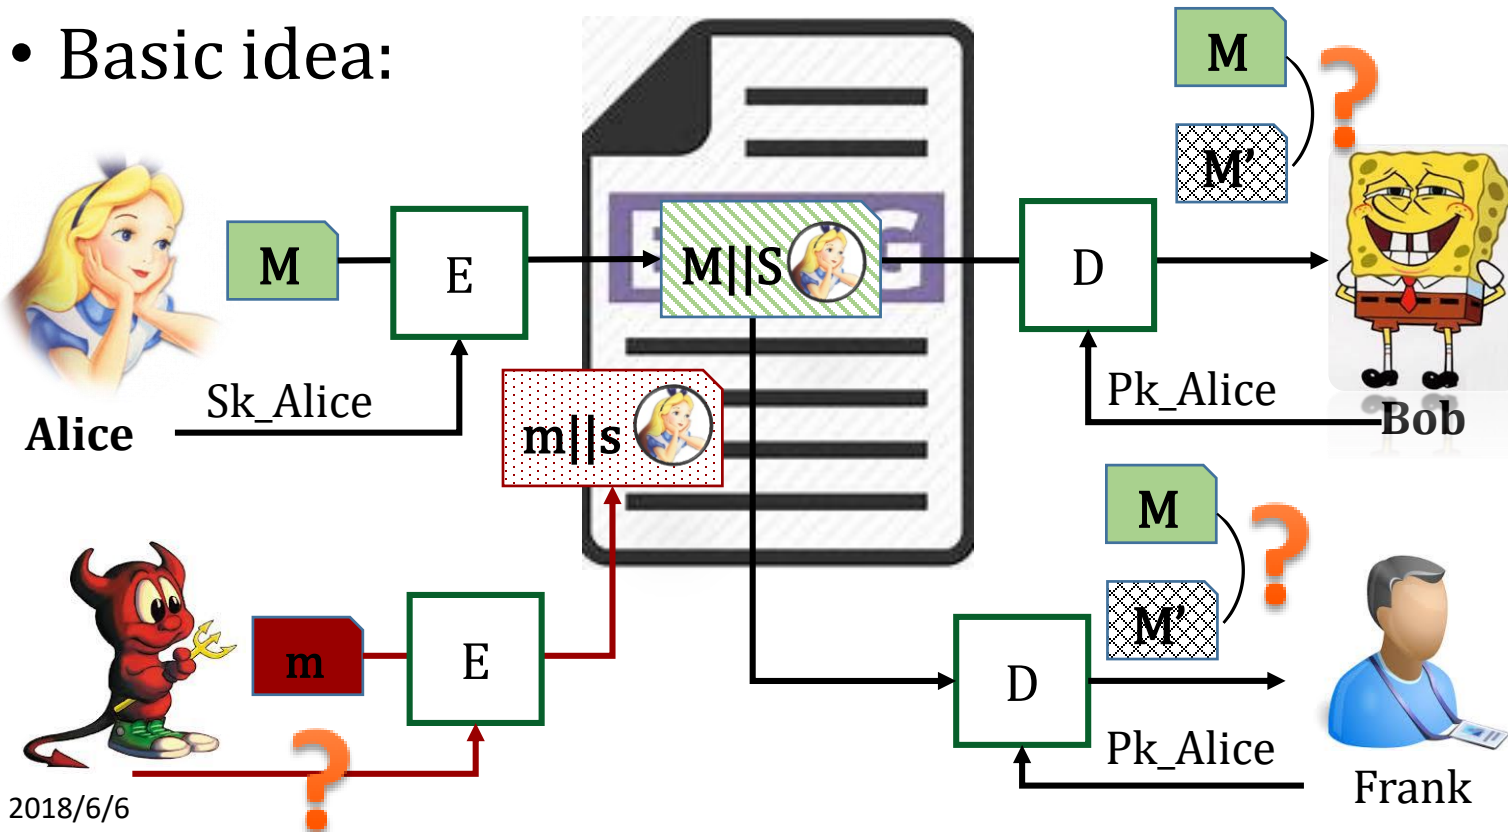 • Basic idea:
M
M'
M
E
M||S
G
D
Sk_Alice
Pk_Alice
Alice
Bob
m||s
M
M'
m
E
D
Pk_Alice
Frank
?
?
?
2018/6/6